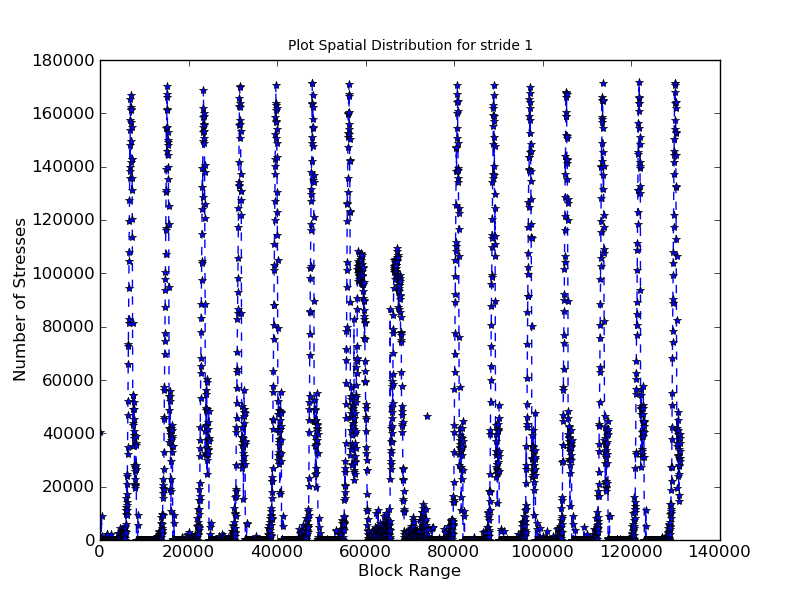 Plot Spatial Distribution for stride 1
180000
160000
140000
120000
100000
80000
60000
40000
20000
0
Number of Stresses
0 20000 40000 60000 80000 100000 120000 140000
Block Range